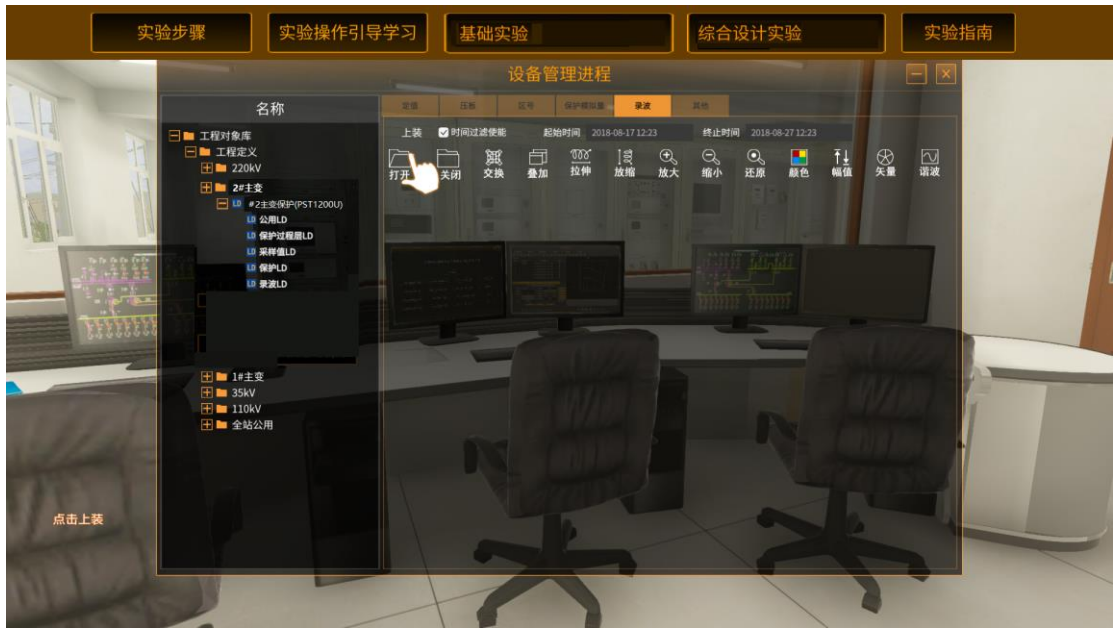 实验步骤 实验操作引导学习 基础实验 综合设计实验 实验指南
设备管理进程
名称
定值 压板 区号 保护模拟量 录波 其他
上装 时间过滤使能 起始时间 2018-08-17 12:23 终止时间 2018-08-27 12:23
打开 关闭 交换 叠加 拉伸 放缩 放大 缩小 还原 颜色 幅值 矢量 谐波
工程对象库
工程定义
220kV
2#主变
LD #2主变保护(PST1200U)
LD 公用LD
LD 保护过程层LD
LD 采样值LD
LD 保护LD
LD 录波LD
1#主变
35kV
110kV
全站公用
点击上装